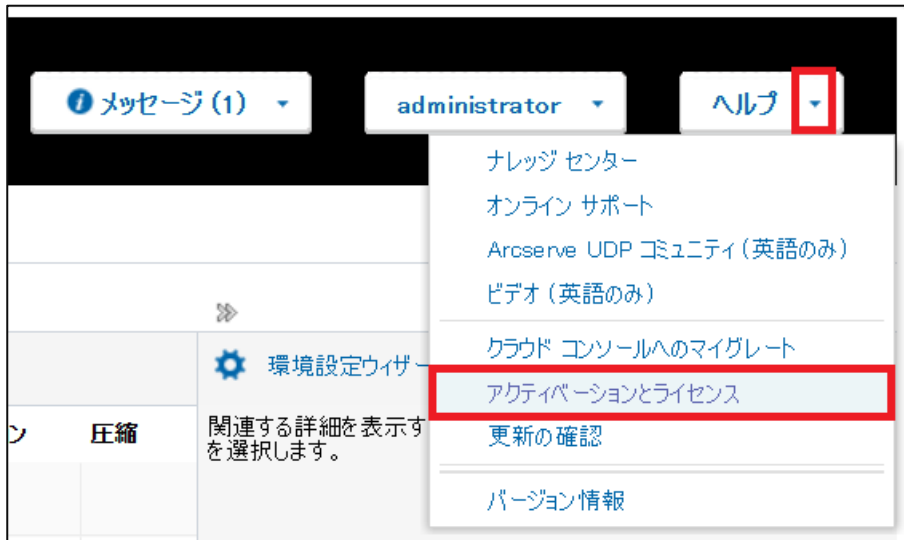 メッセージ (1)
administrator
ヘルプ
ナレッジ センター
オンライン サポート
Arcserve UDP コミュニティ (英語のみ)
ビデオ (英語のみ)
クラウド コンソールへのマイグレート
環境設定ウィザー
アクティベーションとライセンス
ン
圧縮
関連する詳細を表示す
を選択します。
更新の確認
バージョン情報